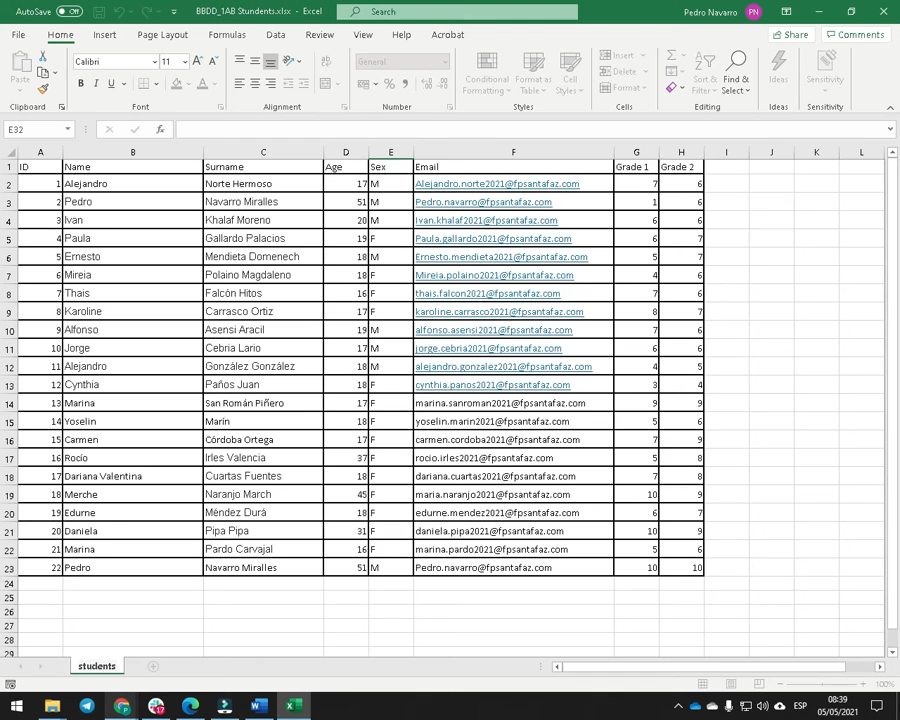 AutoSave Off BBDD_1AB Stundents.xlsx - Excel Search Pedro Navarro PN
File Home Insert Page Layout Formulas Data Review View Help Acrobat Share Comments
Paste Calibri 11 A A General Conditional Formatting Format as Table Cell Styles Insert Delete Format Sort & Filter Find & Select Ideas Sensitivity
B I U
Clipboard Font Alignment Number Styles Cells Editing Ideas Sensitivity
E32 fx
A B C D E F G H I J K L
1 ID Name Surname Age Sex Email Grade 1 Grade 2
2 1 Alejandro Norte Hermoso 17 M Alejandro.norte2021@fpsantafaz.com 7 6
3 2 Pedro Navarro Miralles 51 M Pedro.navarro@fpsantafaz.com 1 6
4 3 Ivan Khalaf Moreno 20 M Ivan.khalaf2021@fpsantafaz.com 6 6
5 4 Paula Gallardo Palacios 19 F Paula.gallardo2021@fpsantafaz.com 6 7
6 5 Ernesto Mendieta Domenech 18 M Ernesto.mendieta2021@fpsantafaz.com 5 7
7 6 Mireia Polaino Magdaleno 18 F Mireia.polaino2021@fpsantafaz.com 4 6
8 7 Thais Falcón Hitos 16 F thais.falcon2021@fpsantafaz.com 7 6
9 8 Karoline Carrasco Ortiz 17 F karoline.carrasco2021@fpsantafaz.com 8 7
10 9 Alfonso Asensi Aracil 19 M alfonso.asensi2021@fpsantafaz.com 7 6
11 10 Jorge Cebria Lario 17 M jorge.cebria2021@fpsantafaz.com 6 6
12 11 Alejandro González González 18 M alejandro.gonzalez2021@fpsantafaz.com 4 5
13 12 Cynthia Paños Juan 18 F cynthia.panos2021@fpsantafaz.com 3 4
14 13 Marina San Román Piñero 17 F marina.sanroman2021@fpsantafaz.com 9 9
15 14 Yoselin Marín 18 F yoselin.marin2021@fpsantafaz.com 5 6
16 15 Carmen Córdoba Ortega 17 F carmen.cordoba2021@fpsantafaz.com 7 9
17 16 Rocío Irles Valencia 37 F rocio.irles2021@fpsantafaz.com 5 8
18 17 Dariana Valentina Cuartas Fuentes 18 F dariana.cuartas2021@fpsantafaz.com 7 8
19 18 Merche Naranjo March 45 F maria.naranjo2021@fpsantafaz.com 10 9
20 19 Edurne Méndez Durá 18 F edurne.mendez2021@fpsantafaz.com 6 7
21 20 Daniela Pipa Pipa 31 F daniela.pipa2021@fpsantafaz.com 10 9
22 21 Marina Pardo Carvajal 16 F marina.pardo2021@fpsantafaz.com 5 6
23 22 Pedro Navarro Miralles 51 M Pedro.navarro@fpsantafaz.com 10 10
24
25
26
27
28
29
students
100%
17 ESP 08:39
05/05/2021